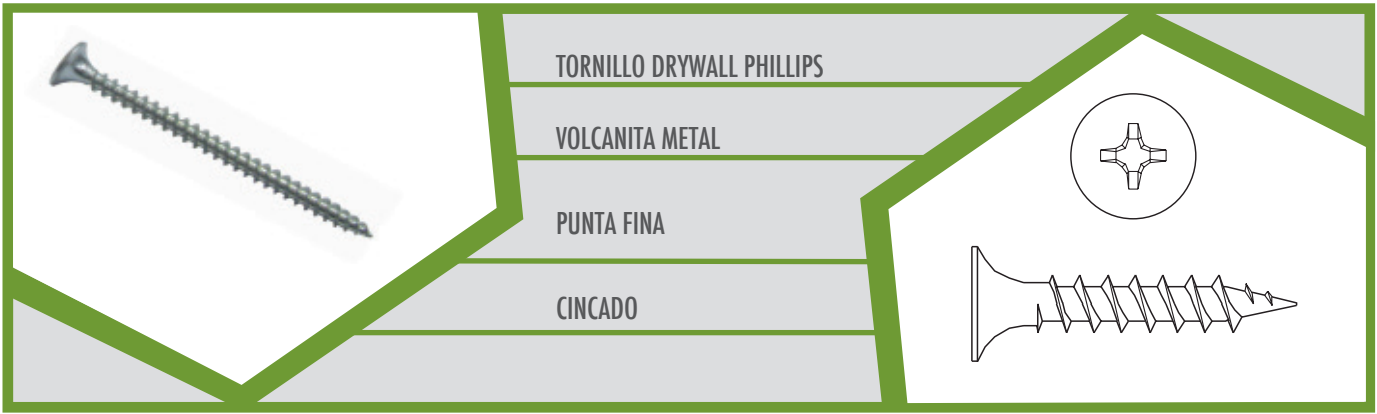 TORNILLO DRYWALL PHILLIPS
VOLCANITA METAL
PUNTA FINA
CINCADO